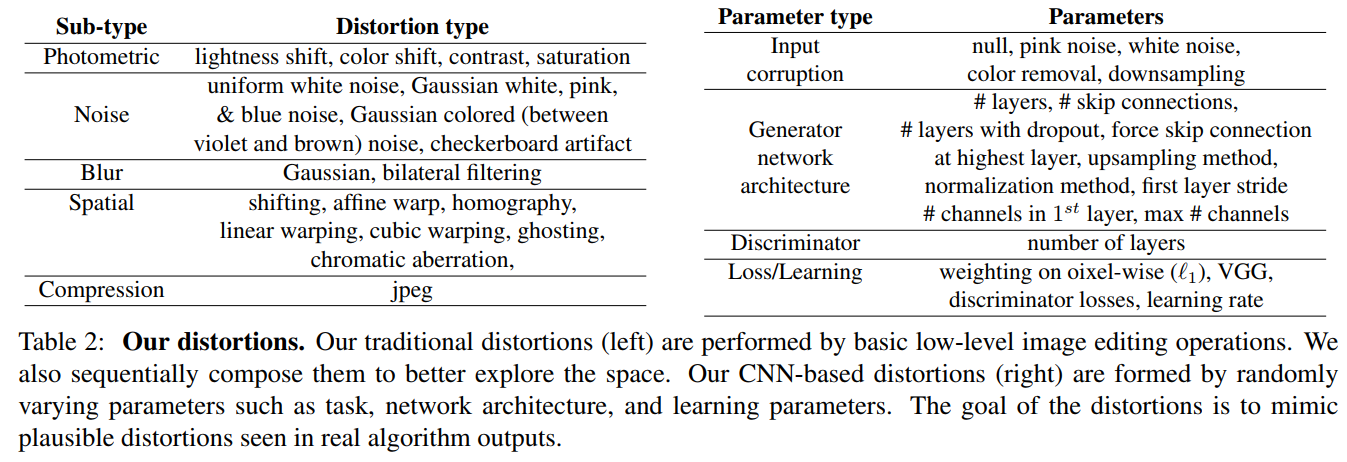 Sub-type Distortion type
Photometric lightness shift, color shift, contrast, saturation
uniform white noise, Gaussian white, pink,
Noise & blue noise, Gaussian colored (between
violet and brown) noise, checkerboard artifact
Blur Gaussian, bilateral filtering
Spatial shifting, affine warp, homography,
linear warping, cubic warping, ghosting,
chromatic aberration,
Compression jpeg
Parameter type Parameters
Input null, pink noise, white noise,
corruption color removal, downsampling
# layers, # skip connections,
Generator # layers with dropout, force skip connection
network at highest layer, upsampling method,
architecture normalization method, first layer stride
# channels in 1st layer, max # channels
Discriminator number of layers
Loss/Learning weighting on oixel-wise (ℓ1), VGG,
discriminator losses, learning rate
Table 2: Our distortions. Our traditional distortions (left) are performed by basic low-level image editing operations. We
also sequentially compose them to better explore the space. Our CNN-based distortions (right) are formed by randomly
varying parameters such as task, network architecture, and learning parameters. The goal of the distortions is to mimic
plausible distortions seen in real algorithm outputs.